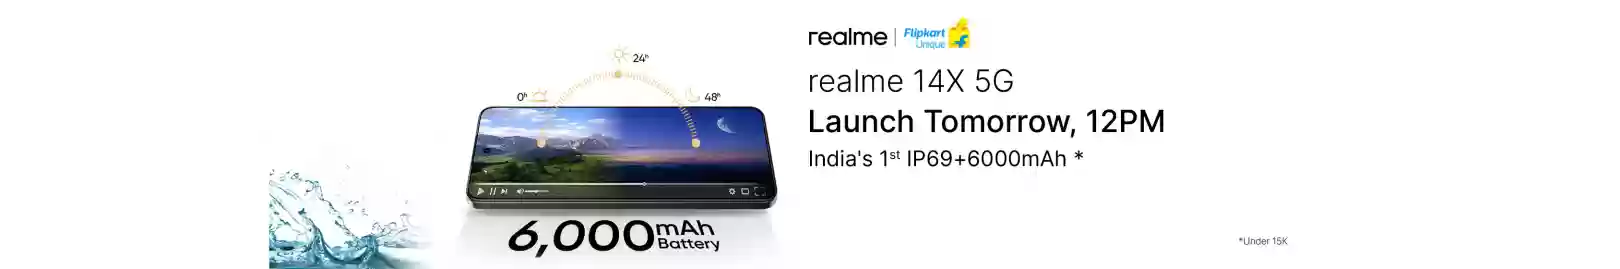 24h
0h
48h
6,000mAh
Battery
realme | Flipkart
Unique
realme 14X 5G
Launch Tomorrow, 12PM
India's 1st IP69+6000mAh *
*Under 15K